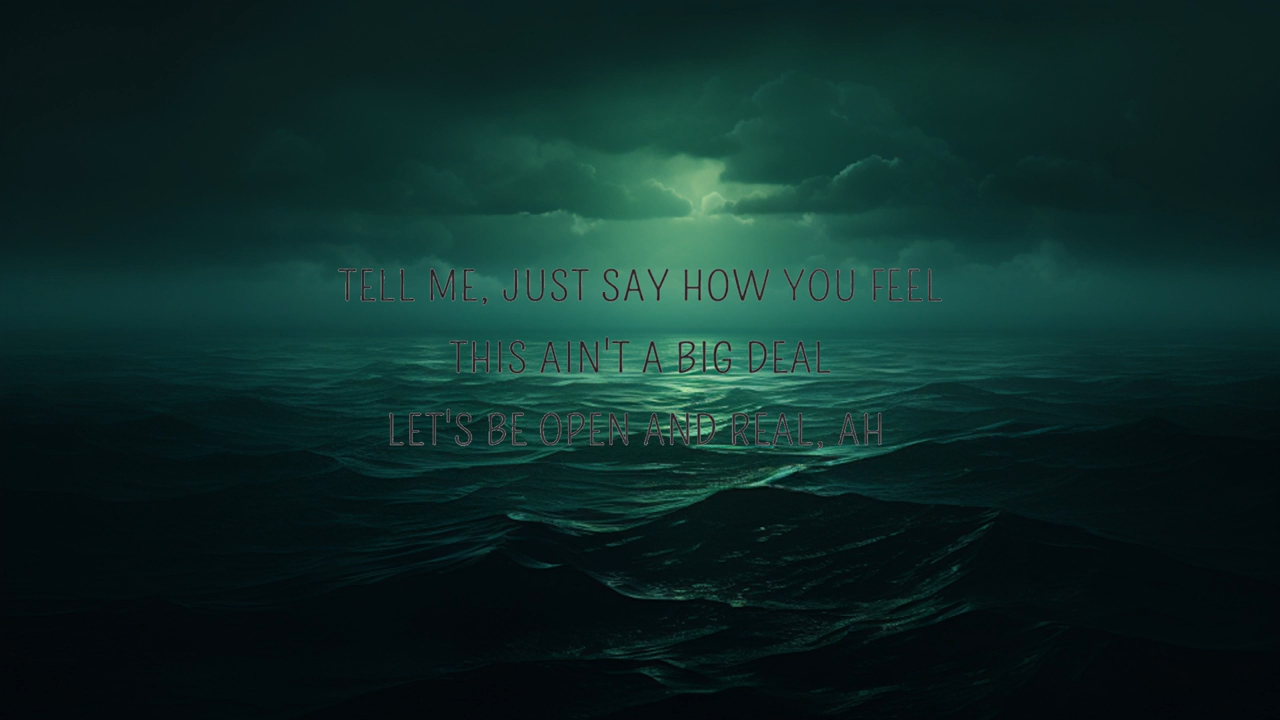 TELL ME, JUST SAY HOW YOU FEEL
THIS AIN'T A BIG DEAL
LET'S BE OPEN AND REAL, AH